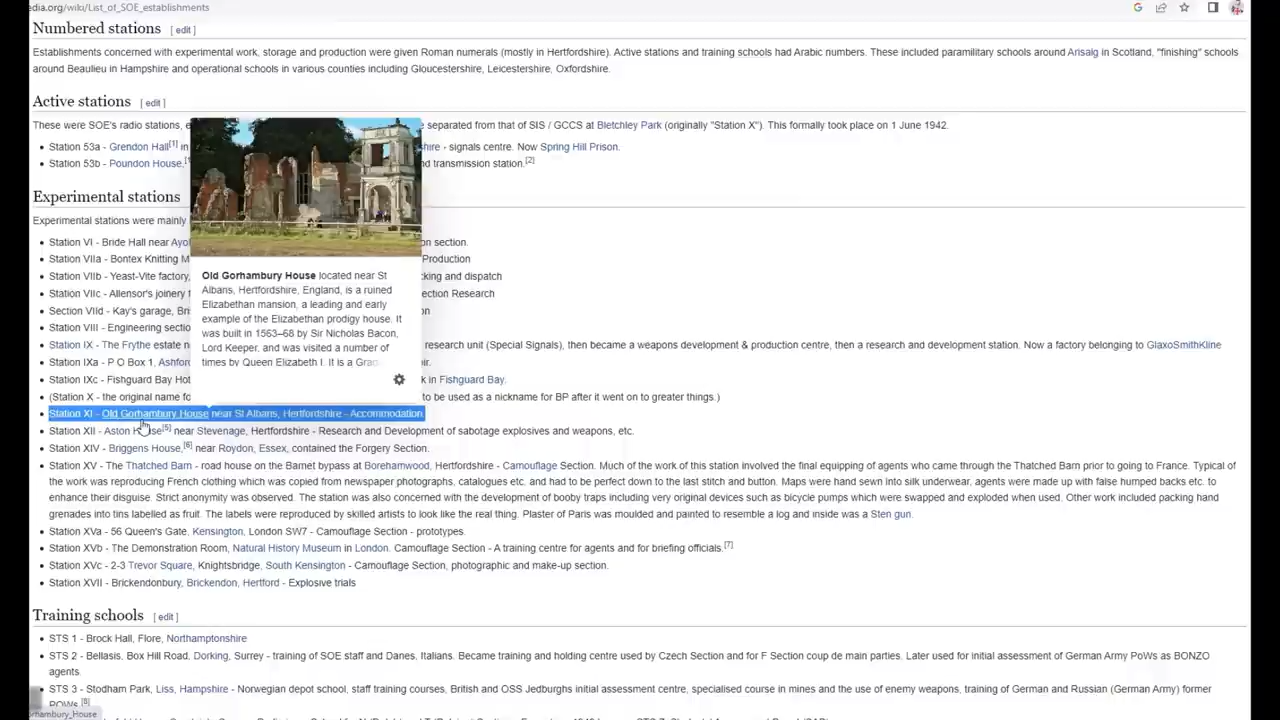 edia.org/wiki/List_of_SOE_establishments
Numbered stations [ edit ]
Establishments concerned with experimental work, storage and production were given Roman numerals (mostly in Hertfordshire). Active stations and training schools had Arabic numbers. These included paramilitary schools around Arisaig in Scotland, "finishing" schools
around Beaulieu in Hampshire and operational schools in various counties including Gloucestershire, Leicestershire, Oxfordshire.
Active stations [ edit ]
These were SOE's radio stations, e separated from that of SIS / GCCS at Bletchley Park (originally "Station X"). This formally took place on 1 June 1942.
Station 53a - Grendon Hall[1] in shire - signals centre. Now Spring Hill Prison.
Station 53b - Poundon House, nd transmission station.[2]
Experimental stations
Experimental stations were mainly
Station VI - Bride Hall near Ayo on section.
Station VIIa - Bontex Knitting M Production
Station VIIb - Yeast-Vite factory, king and dispatch
Station VIIc - Allensor's joinery f ection Research
Section VIId - Kay's garage, Bri n
Station VIII - Engineering sectio
Station IX - The Frythe estate n research unit (Special Signals), then became a weapons development & production centre, then a research and development station. Now a factory belonging to GlaxoSmithKline
Station IXa - P O Box 1, Ashfor ir.
Station IXc - Fishguard Bay Hot k in Fishguard Bay.
(Station X - the original name fo to be used as a nickname for BP after it went on to greater things.)
Old Gorhambury House located near St
Albans, Hertfordshire, England, is a ruined
Elizabethan mansion, a leading and early
example of the Elizabethan prodigy house. It
was built in 1563–68 by Sir Nicholas Bacon,
Lord Keeper, and was visited a number of
times by Queen Elizabeth I. It is a Grad
Station XI - Old Gorhambury House near St Albans, Hertfordshire - Accommodation.
Station XII - Aston House[5] near Stevenage, Hertfordshire - Research and Development of sabotage explosives and weapons, etc.
Station XIV - Briggens House,[6] near Roydon, Essex, contained the Forgery Section.
Station XV - The Thatched Barn - road house on the Barnet bypass at Borehamwood, Hertfordshire - Camouflage Section. Much of the work of this station involved the final equipping of agents who came through the Thatched Barn prior to going to France. Typical of
the work was reproducing French clothing which was copied from newspaper photographs, catalogues etc. and had to be perfect down to the last stitch and button. Maps were hand sewn into silk underwear, agents were made up with false humped backs etc. to
enhance their disguise. Strict anonymity was observed. The station was also concerned with the development of booby traps including very original devices such as bicycle pumps which were swapped and exploded when used. Other work included packing hand
grenades into tins labelled as fruit. The labels were reproduced by skilled artists to look like the real thing. Plaster of Paris was moulded and painted to resemble a log and inside was a Sten gun.
Station XVa - 56 Queen's Gate, Kensington, London SW7 - Camouflage Section - prototypes.
Station XVb - The Demonstration Room, Natural History Museum in London. Camouflage Section - A training centre for agents and for briefing officials.[7]
Station XVc - 2-3 Trevor Square, Knightsbridge, South Kensington - Camouflage Section, photographic and make-up section.
Station XVII - Brickendonbury, Brickendon, Hertford - Explosive trials
Training schools [ edit ]
STS 1 - Brock Hall, Flore, Northamptonshire
STS 2 - Bellasis, Box Hill Road, Dorking, Surrey - training of SOE staff and Danes, Italians. Became training and holding centre used by Czech Section and for F Section coup de main parties. Later used for initial assessment of German Army PoWs as BONZO
agents.
STS 3 - Stodham Park, Liss, Hampshire - Norwegian depot school, staff training courses, British and OSS Jedburghs initial assessment centre, specialised course in mines and the use of enemy weapons, training of German and Russian (German Army) former
POWs.[8]
orhambury_House